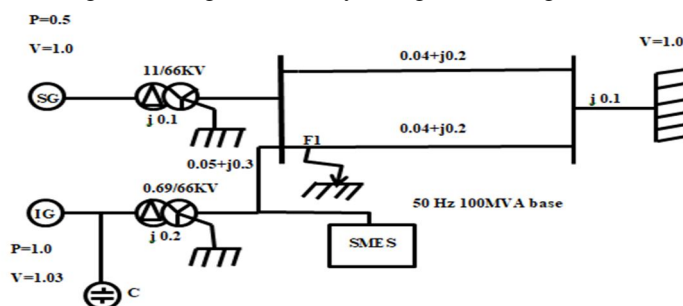 P=0.5
V=1.0
V=1.0
0.04+j0.2
11/66KV
SG
j 0.1
j 0.1
0.04+j0.2
F1
0.05+j0.3
0.69/66KV
50 Hz 100MVA base
IG
j 0.2
SMES
P=1.0
V=1.03
C